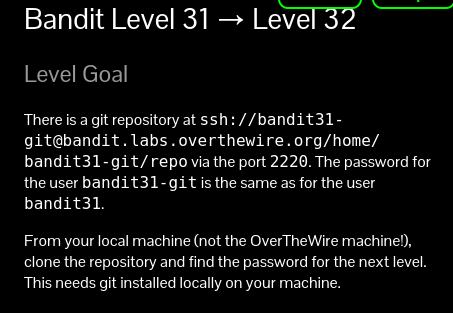 Bandit Level 31 → Level 32
Level Goal
There is a git repository at ssh://bandit31-
git@bandit.labs.overthewire.org/home/
bandit31-git/repo via the port 2220. The password for
the user bandit31-git is the same as for the user
bandit31.
From your local machine (not the OverTheWire machine!),
clone the repository and find the password for the next level.
This needs git installed locally on your machine.